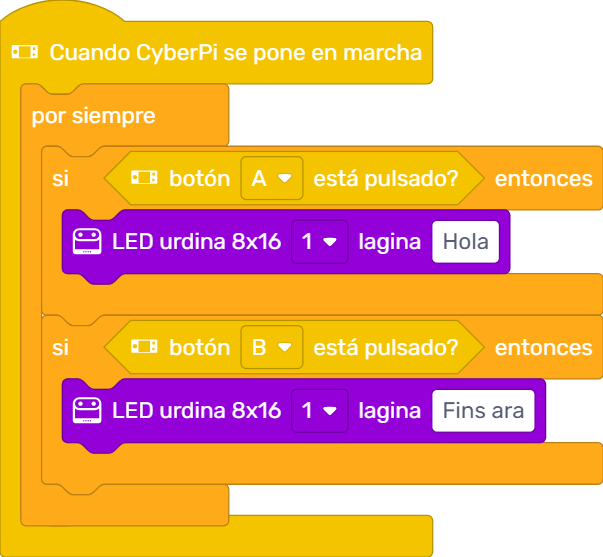 Cuando CyberPi se pone en marcha
por siempre
si botón A está pulsado? entonces
LED urdina 8x16 1 lagina Hola
si botón B está pulsado? entonces
LED urdina 8x16 1 lagina Fins ara